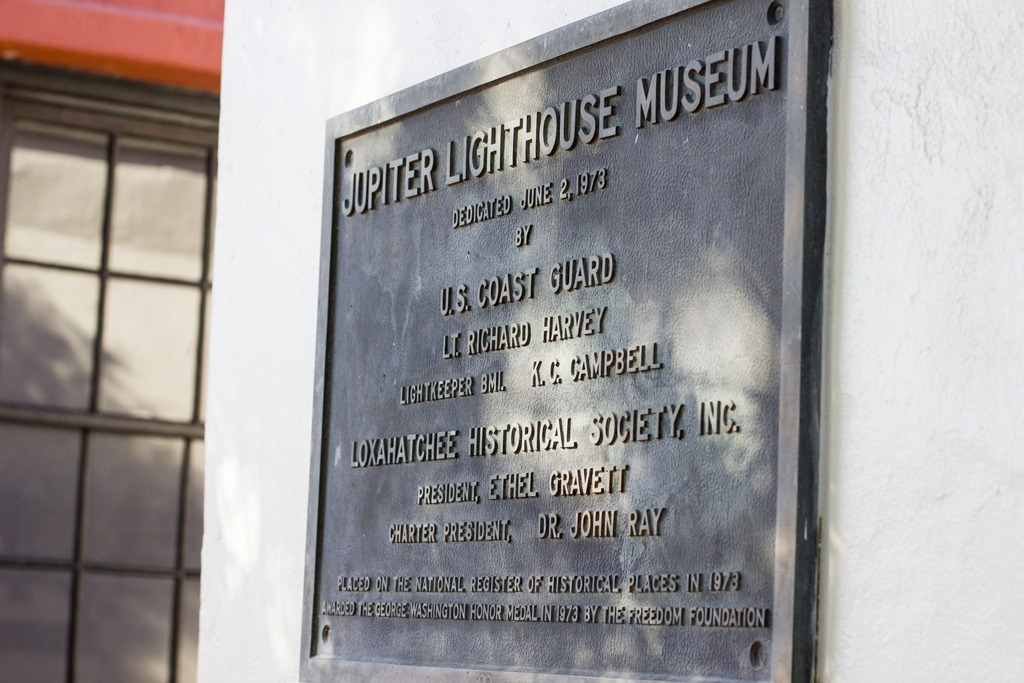 JUPITER LIGHTHOUSE MUSEUM
DEDICATED JUNE 2, 1973
BY
U.S. COAST GUARD
LT. RICHARD HARVEY
LIGHTKEEPER BM1. K. C. CAMPBELL
LOXAHATCHEE HISTORICAL SOCIETY, INC.
PRESIDENT, ETHEL GRAVETT
CHARTER PRESIDENT, DR. JOHN RAY
PLACED ON THE NATIONAL REGISTER OF HISTORICAL PLACES IN 1973
AWARDED THE GEORGE WASHINGTON HONOR MEDAL IN 1973 BY THE FREEDOM FOUNDATION